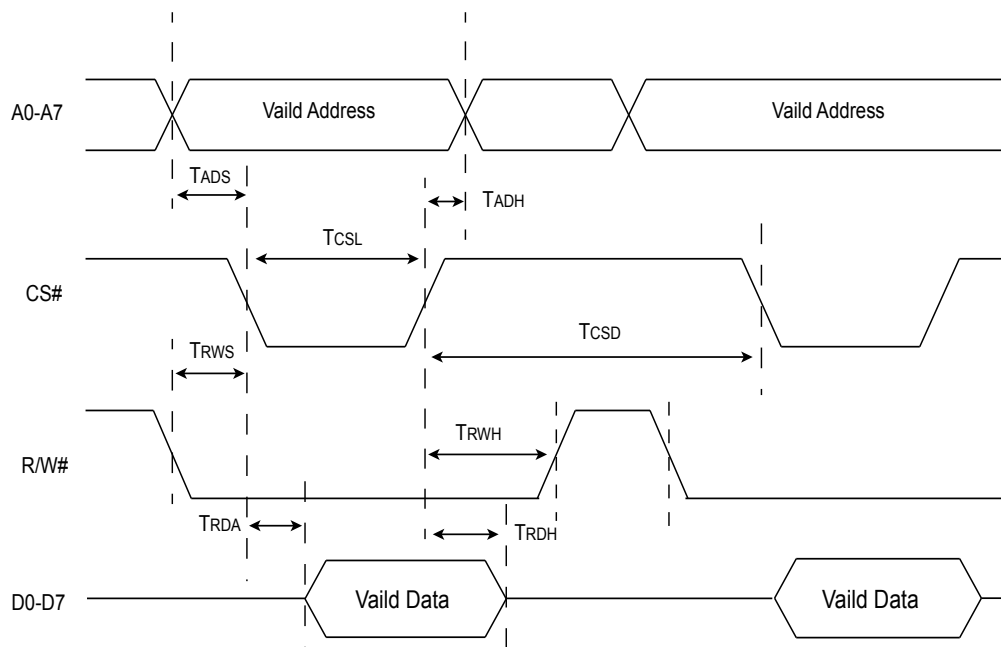 A0-A7
Vaild Address
Vaild Address
TADS
TADH
TCSL
CS#
TCSD
TRWS
TRWH
R/W#
TRDA
TRDH
D0-D7
Vaild Data
Vaild Data